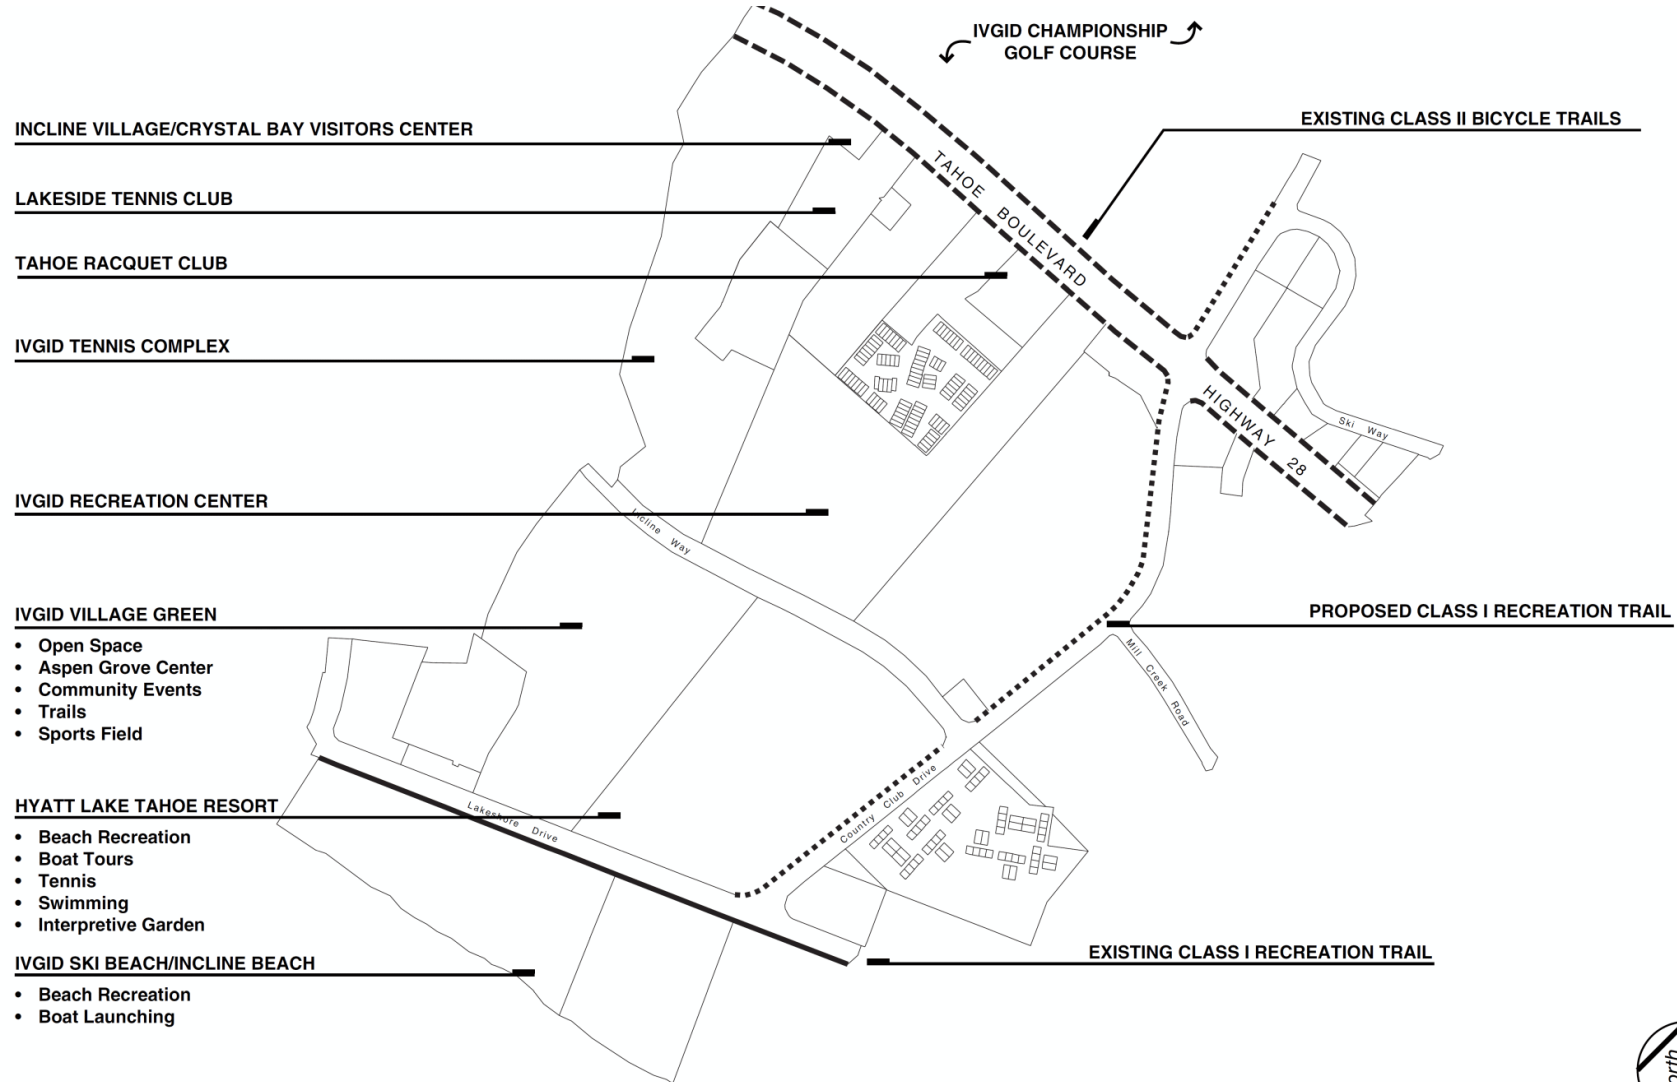 IVGID CHAMPIONSHIP
GOLF COURSE
INCLINE VILLAGE/CRYSTAL BAY VISITORS CENTER
EXISTING CLASS II BICYCLE TRAILS
LAKESIDE TENNIS CLUB
TAHOE RACQUET CLUB
TAHOE BOULEVARD
IVGID TENNIS COMPLEX
HIGHWAY 28
Ski Way
IVGID RECREATION CENTER
Incline Way
IVGID VILLAGE GREEN
• Open Space
• Aspen Grove Center
• Community Events
• Trails
• Sports Field
PROPOSED CLASS I RECREATION TRAIL
Mill Creek Road
Country Club Drive
HYATT LAKE TAHOE RESORT
• Beach Recreation
• Boat Tours
• Tennis
• Swimming
• Interpretive Garden
Lakeshore Drive
EXISTING CLASS I RECREATION TRAIL
IVGID SKI BEACH/INCLINE BEACH
• Beach Recreation
• Boat Launching